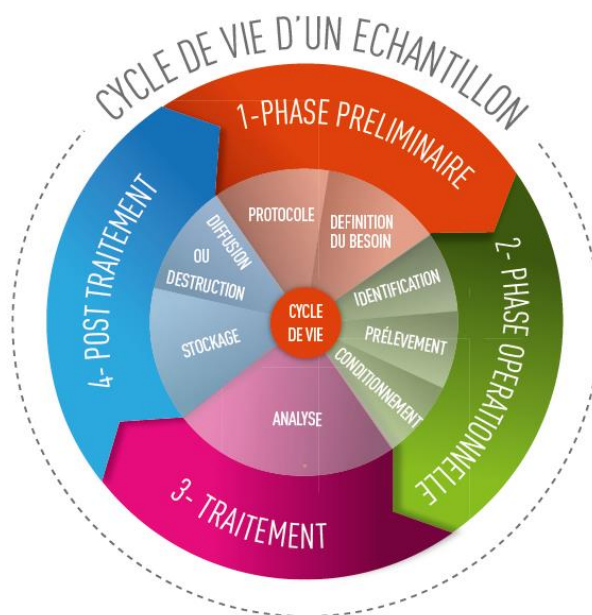 CYCLE DE VIE D'UN ECHANTILLON
1-PHASE PRELIMINAIRE
PROTOCOLE
DEFINITION
DU BESOIN
2- PHASE OPERATIONNELLE
IDENTIFICATION
PRÉLEVEMENT
CONDITIONNEMENT
3- TRAITEMENT
ANALYSE
4- POST TRAITEMENT
STOCKAGE
DIFFUSION
OU
DESTRUCTION
CYCLE
DE VIE